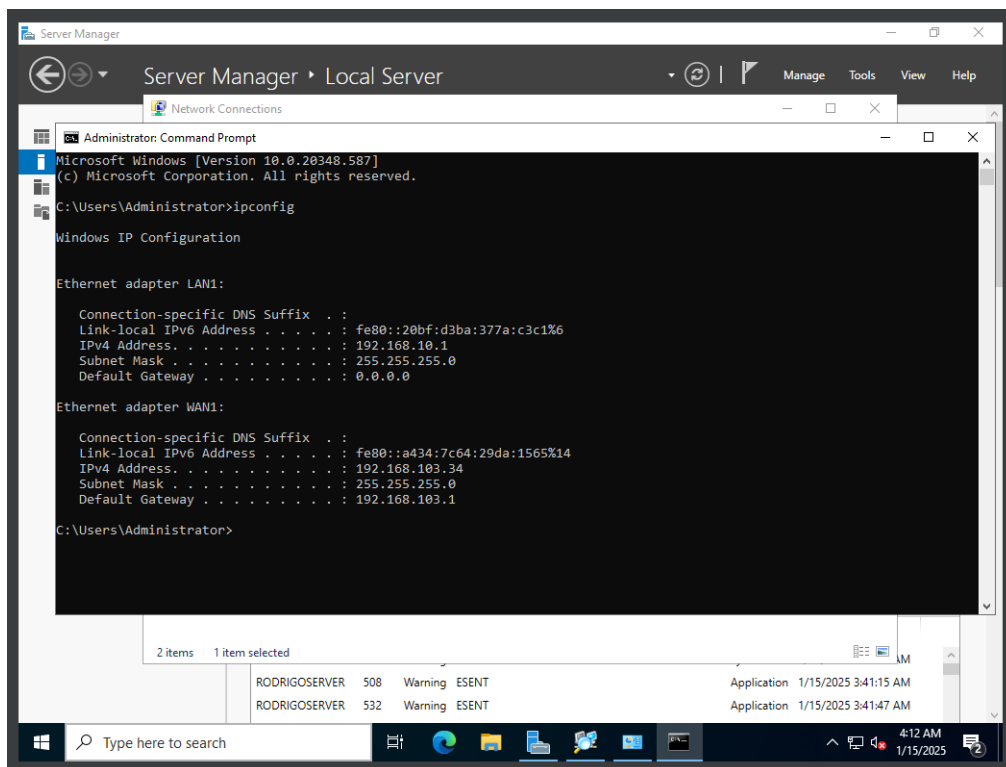 Server Manager
Server Manager ‣ Local Server
Manage Tools View Help
Network Connections
Administrator: Command Prompt
Microsoft Windows [Version 10.0.20348.587]
(c) Microsoft Corporation. All rights reserved.
C:\Users\Administrator>ipconfig
Windows IP Configuration
Ethernet adapter LAN1:
Connection-specific DNS Suffix . :
Link-local IPv6 Address . . . . . : fe80::20bf:d3ba:377a:c3c1%6
IPv4 Address. . . . . . . . . . . : 192.168.10.1
Subnet Mask . . . . . . . . . . . : 255.255.255.0
Default Gateway . . . . . . . . . : 0.0.0.0
Ethernet adapter WAN1:
Connection-specific DNS Suffix . :
Link-local IPv6 Address . . . . . : fe80::a434:7c64:29da:1565%14
IPv4 Address. . . . . . . . . . . : 192.168.103.34
Subnet Mask . . . . . . . . . . . : 255.255.255.0
Default Gateway . . . . . . . . . : 192.168.103.1
C:\Users\Administrator>
2 items 1 item selected
AM
RODRIGOSERVER 508 Warning ESENT Application 1/15/2025 3:41:15 AM
RODRIGOSERVER 532 Warning ESENT Application 1/15/2025 3:41:47 AM
Type here to search
4:12 AM
1/15/2025
2